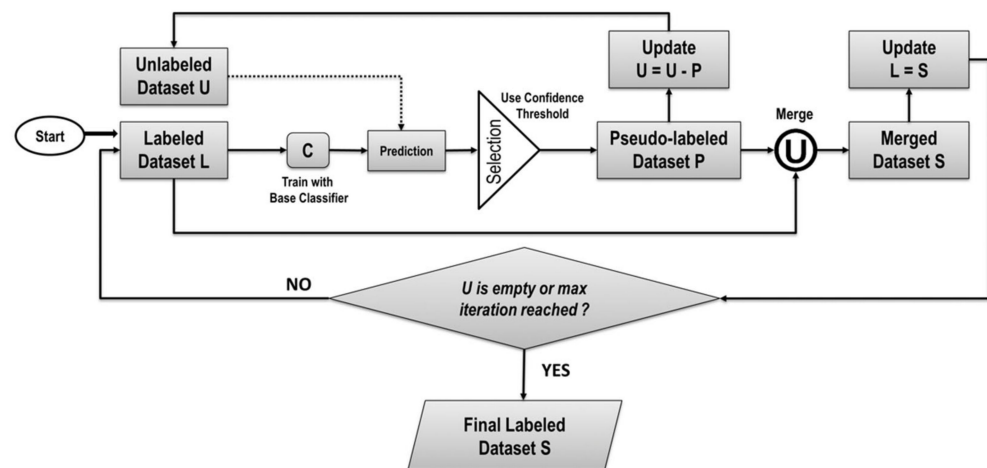 Unlabeled
Dataset U
Update
U = U - P
Update
L = S
Use Confidence
Threshold
Start
Labeled
Dataset L
C
Prediction
Selection
Pseudo-labeled
Dataset P
Merge
U
Merged
Dataset S
Train with
Base Classifier
NO
U is empty or max
iteration reached ?
YES
Final Labeled
Dataset S